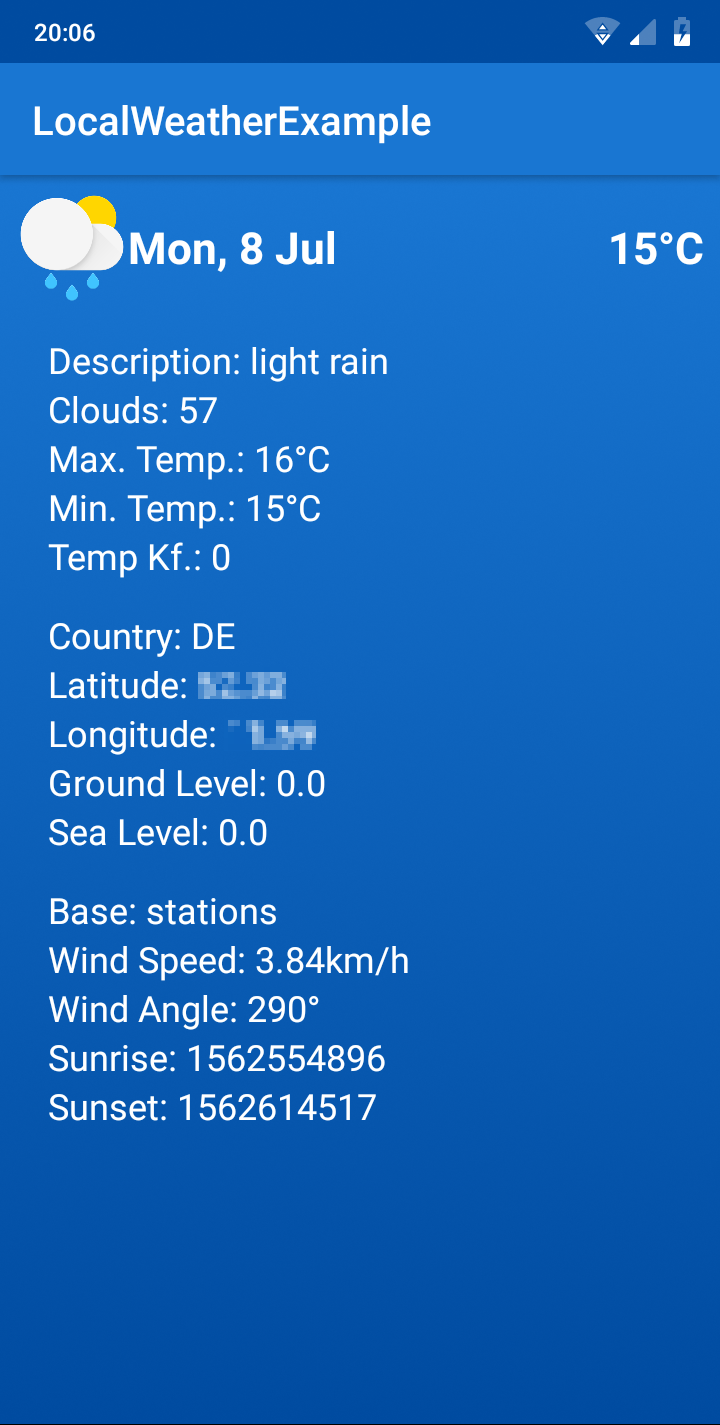 20:06
LocalWeatherExample
Mon, 8 Jul 15°C
Description: light rain
Clouds: 57
Max. Temp.: 16°C
Min. Temp.: 15°C
Temp Kf.: 0
Country: DE
Latitude:
Longitude:
Ground Level: 0.0
Sea Level: 0.0
Base: stations
Wind Speed: 3.84km/h
Wind Angle: 290°
Sunrise: 1562554896
Sunset: 1562614517